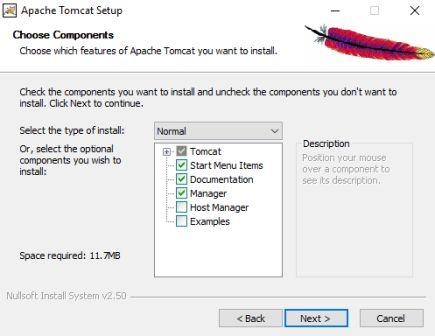 Apache Tomcat Setup
Choose Components
Choose which features of Apache Tomcat you want to install.
Check the components you want to install and uncheck the components you don't want to
install. Click Next to continue.
Select the type of install:
Normal
Or, select the optional
components you wish to
install:
Tomcat
Start Menu Items
Documentation
Manager
Host Manager
Examples
Description
Position your mouse
over a component to
see its description.
Space required: 11.7MB
Nullsoft Install System v2.50
< Back
Next >
Cancel